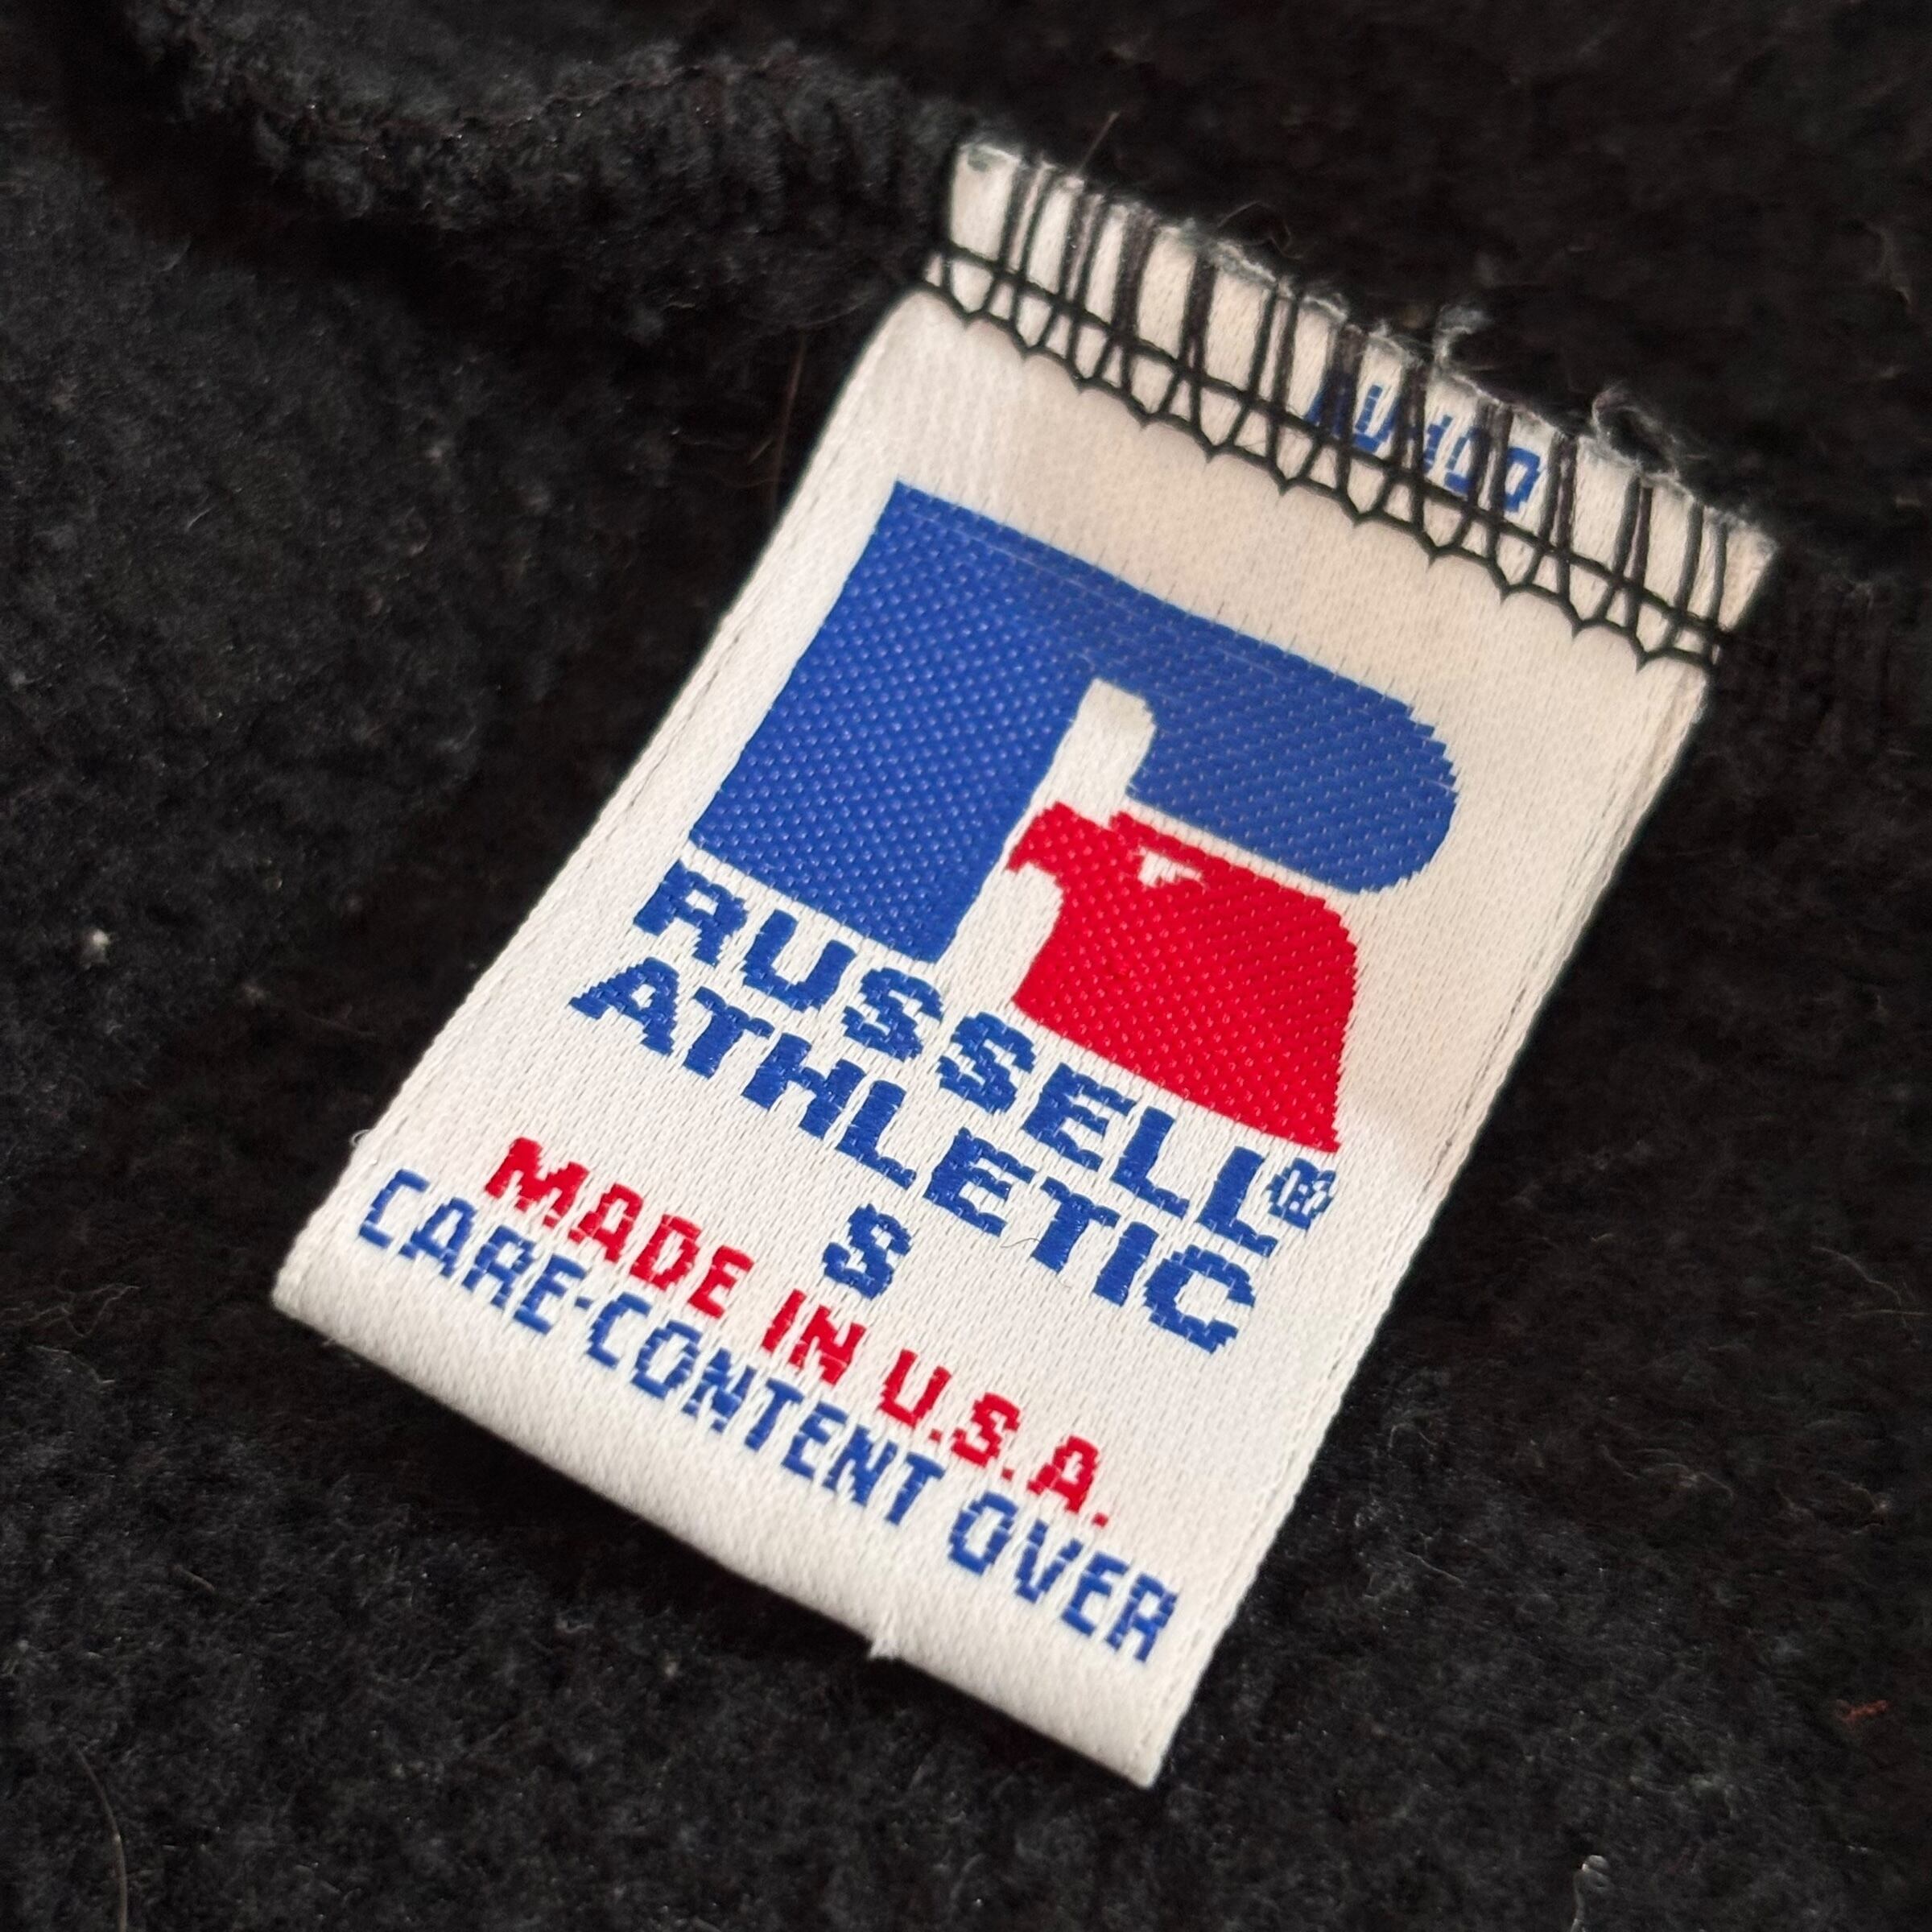 RUSSELL®
ATHLETIC
S
MADE IN U.S.A.
CARE-CONTENT OVER